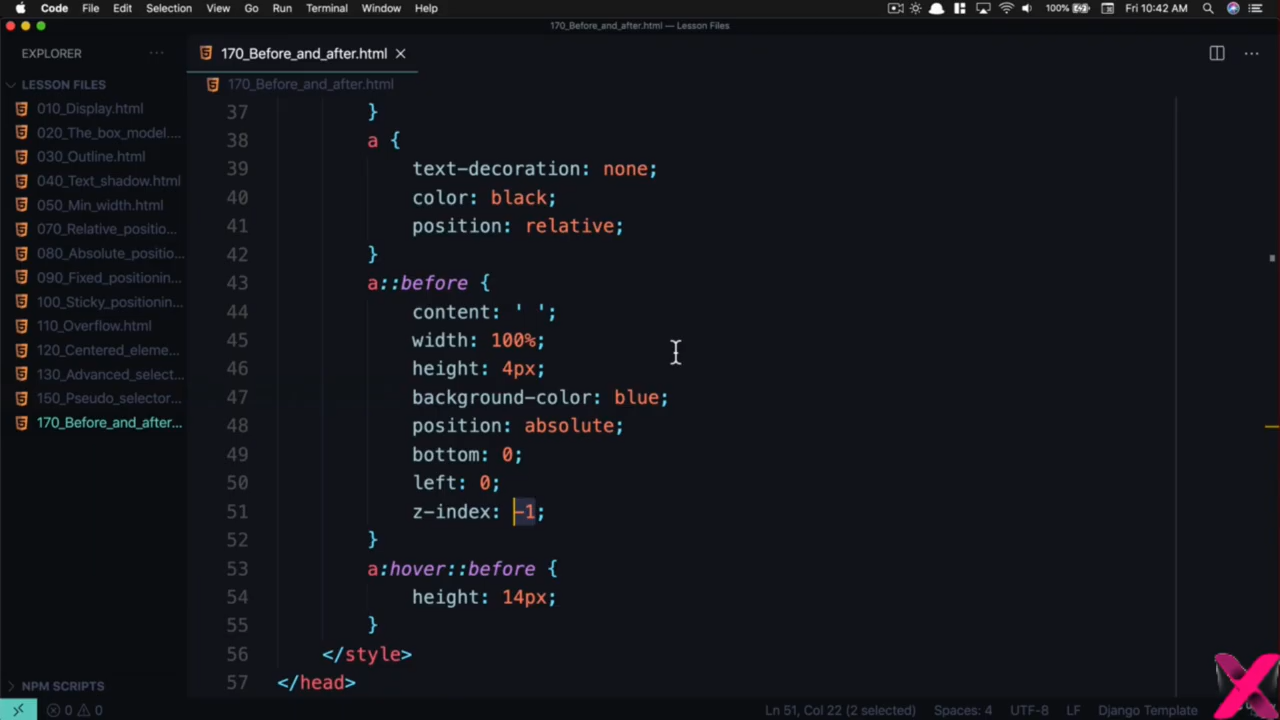 Code File Edit Selection View Go Run Terminal Window Help 100% Fri 10:42 AM
170_Before_and_after.html — Lesson Files
EXPLORER
170_Before_and_after.html
LESSON FILES
170_Before_and_after.html
010_Display.html
020_The_box_model....
030_Outline.html
040_Text_shadow.html
050_Min_width.html
070_Relative_positio...
080_Absolute_positio...
090_Fixed_positionin...
100_Sticky_positionin...
110_Overflow.html
120_Centered_eleme...
130_Advanced_select...
150_Pseudo_selector...
170_Before_and_after...
37 }
38 a {
39 text-decoration: none;
40 color: black;
41 position: relative;
42 }
43 a::before {
44 content: ' ';
45 width: 100%;
46 height: 4px;
47 background-color: blue;
48 position: absolute;
49 bottom: 0;
50 left: 0;
51 z-index: -1;
52 }
53 a:hover::before {
54 height: 14px;
55 }
56 </style>
57 </head>
NPM SCRIPTS
0 0 Ln 51, Col 22 (2 selected) Spaces: 4 UTF-8 LF Django Template